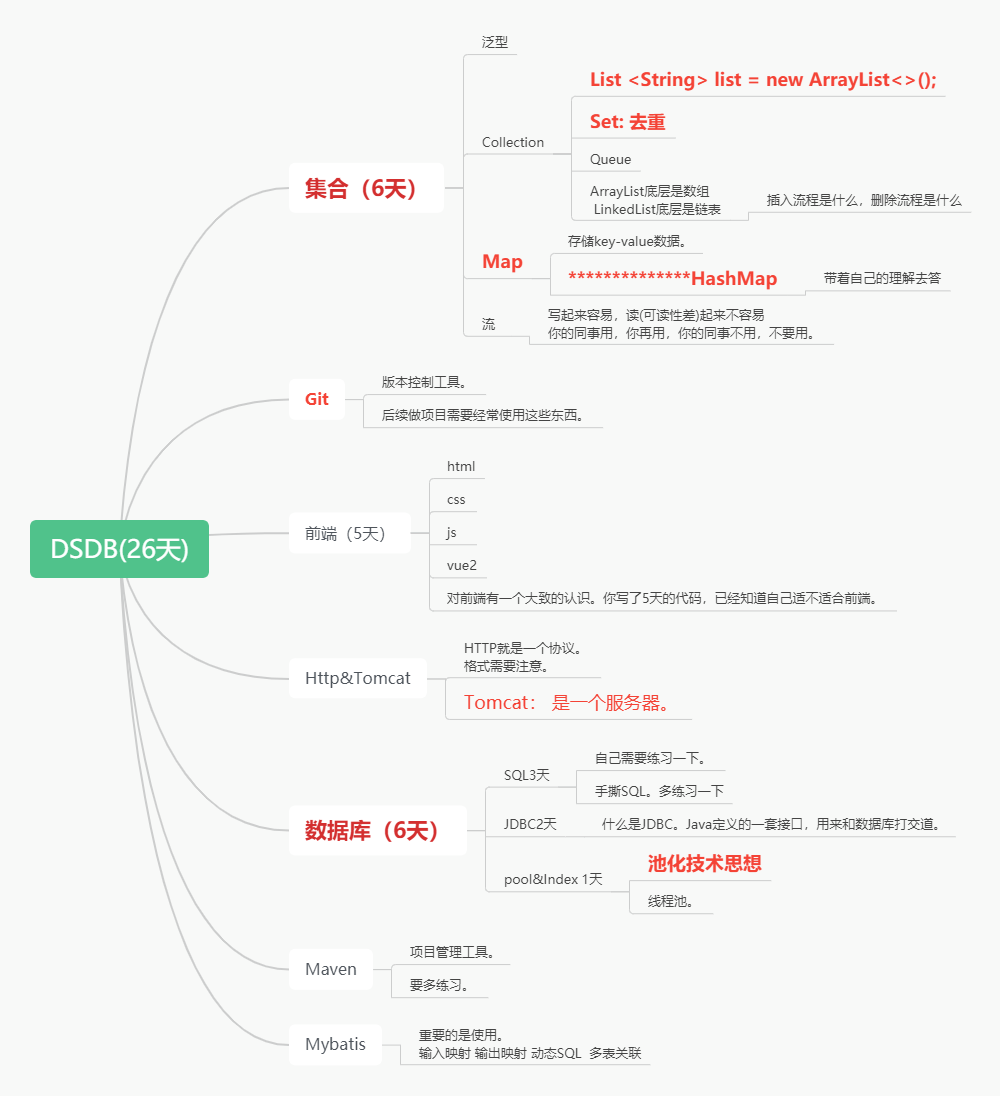 DSDB(26天)
集合（6天）
泛型
Collection
List <String> list = new ArrayList<>();
Set: 去重
Queue
ArrayList底层是数组
LinkedList底层是链表
插入流程是什么，删除流程是什么
Map
存储key-value数据。
**************HashMap
带着自己的理解去答
流
写起来容易，读(可读性差)起来不容易
你的同事用，你再用，你的同事不用，不要用。
Git
版本控制工具。
后续做项目需要经常使用这些东西。
前端（5天）
html
css
js
vue2
对前端有一个大致的认识。你写了5天的代码，已经知道自己适不适合前端。
Http&Tomcat
HTTP就是一个协议。
格式需要注意。
Tomcat： 是一个服务器。
数据库（6天）
SQL3天
自己需要练习一下。
手撕SQL。多练习一下
JDBC2天
什么是JDBC。Java定义的一套接口，用来和数据库打交道。
pool&Index 1天
池化技术思想
线程池。
Maven
项目管理工具。
要多练习。
Mybatis
重要的是使用。
输入映射 输出映射 动态SQL 多表关联